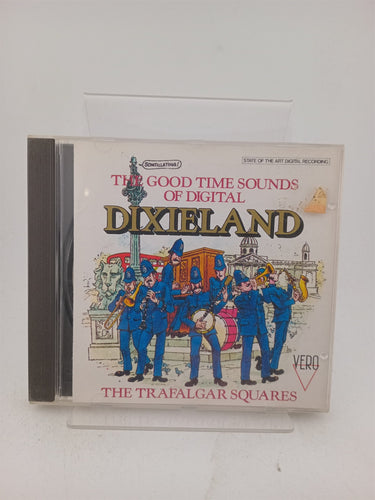 SCINTILLATING!
STATE OF THE ART DIGITAL RECORDING
THE GOOD TIME SOUNDS
OF DIGITAL
DIXIELAND
VERO
THE TRAFALGAR SQUARES